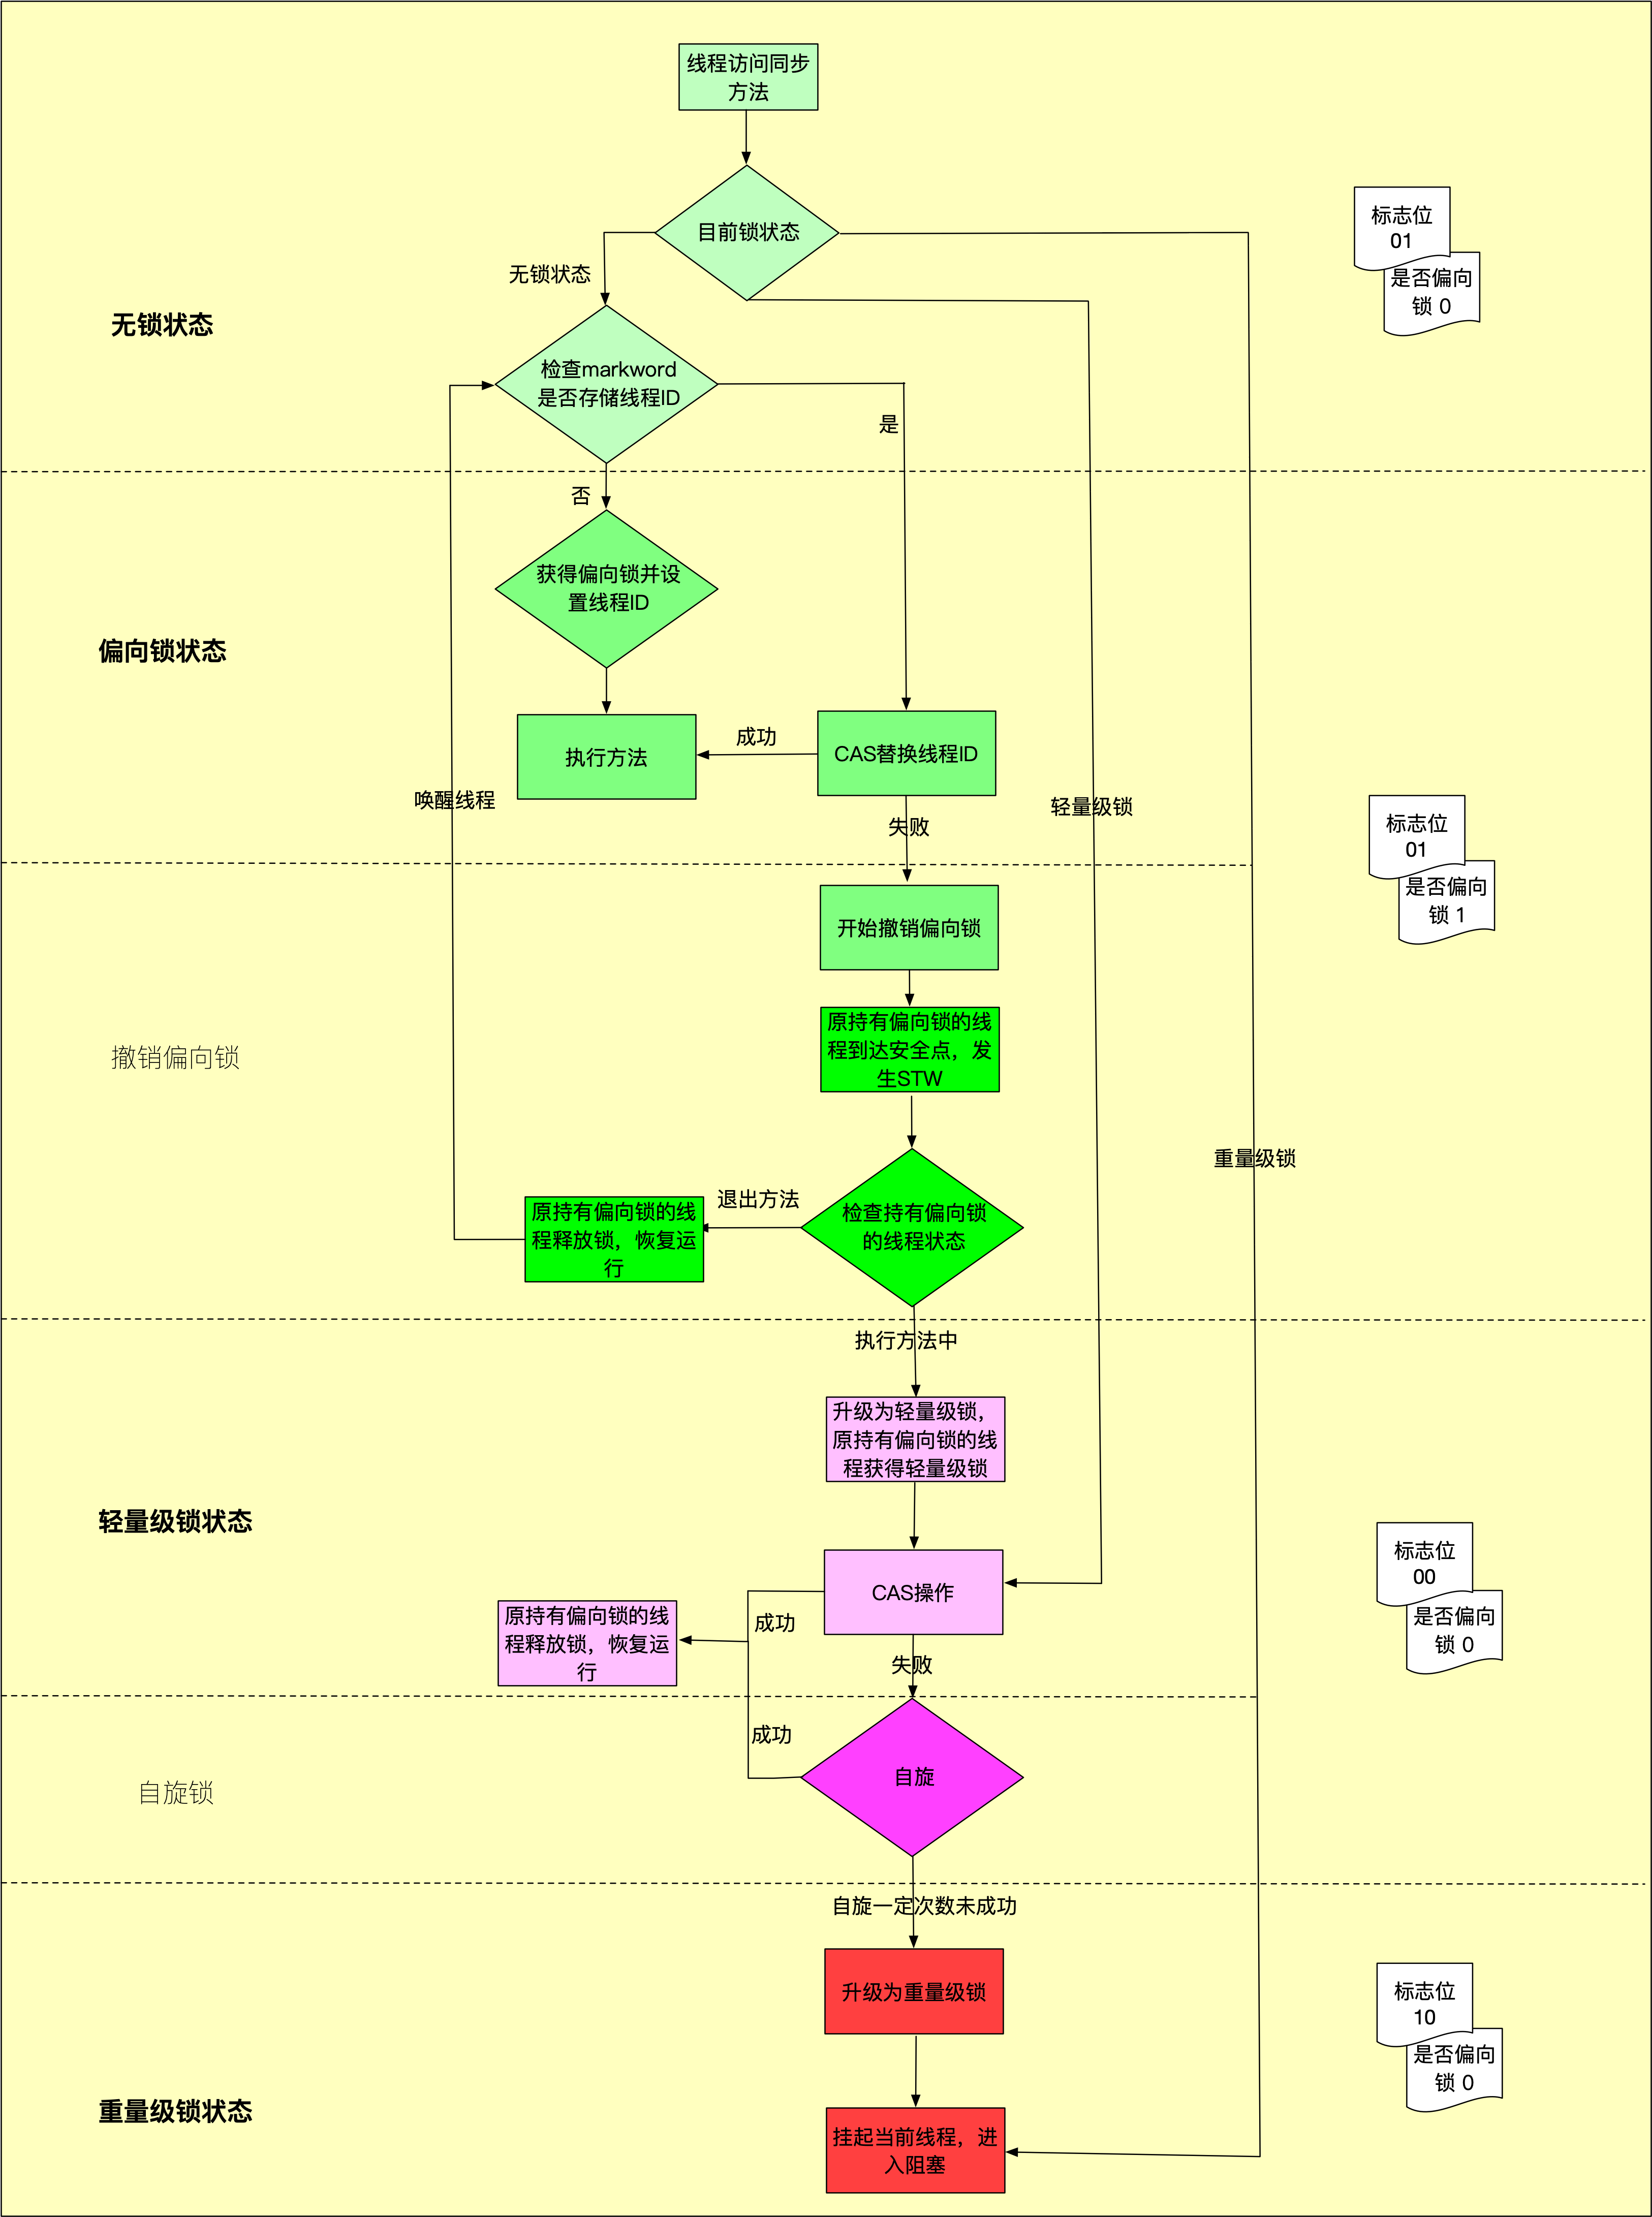 线程访问同步
方法
目前锁状态
标志位
01
是否偏向
锁 0
无锁状态
无锁状态
检查markword
是否存储线程ID
是
否
获得偏向锁并设
置线程ID
偏向锁状态
执行方法
成功
CAS替换线程ID
唤醒线程
失败
轻量级锁
标志位
01
是否偏向
锁 1
开始撤销偏向锁
原持有偏向锁的线
程到达安全点，发
生STW
撤销偏向锁
重量级锁
退出方法
原持有偏向锁的线
程释放锁，恢复运
行
检查持有偏向锁
的线程状态
执行方法中
升级为轻量级锁，
原持有偏向锁的线
程获得轻量级锁
轻量级锁状态
标志位
00
是否偏向
锁 0
CAS操作
成功
原持有偏向锁的线
程释放锁，恢复运
行
失败
成功
自旋
自旋锁
自旋一定次数未成功
升级为重量级锁
标志位
10
是否偏向
锁 0
重量级锁状态
挂起当前线程，进
入阻塞